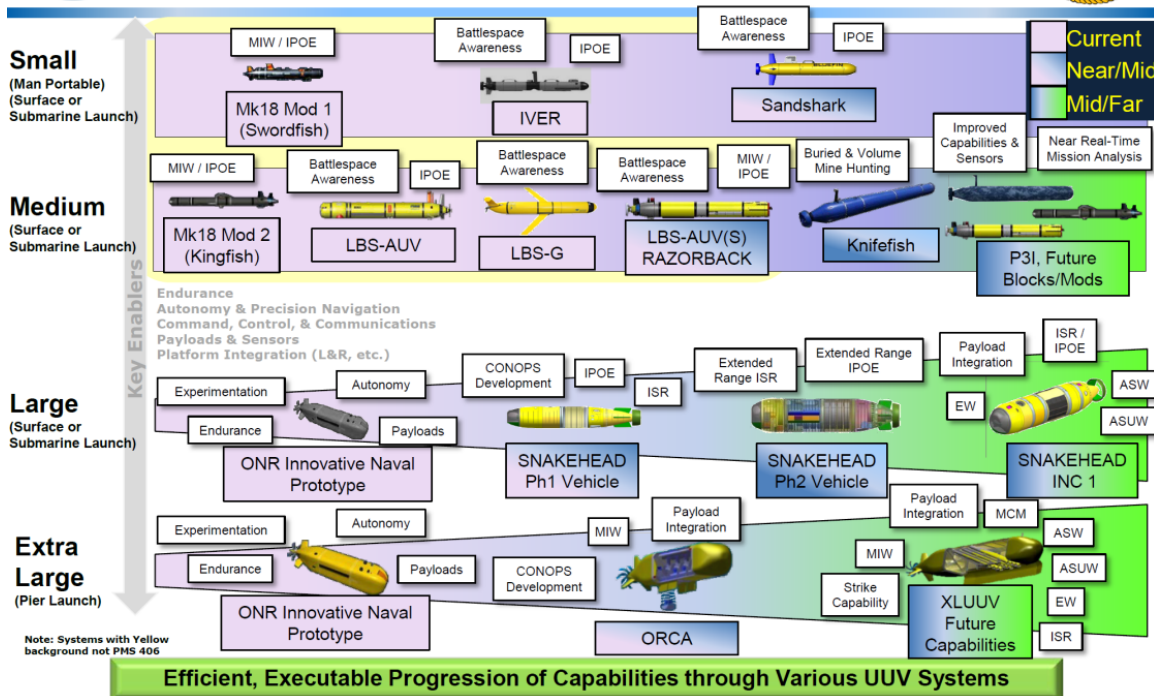 Small
(Man Portable)
(Surface or
Submarine Launch)
MIW / IPOE
Mk18 Mod 1
(Swordfish)
Battlespace
Awareness
IPOE
IVER
Battlespace
Awareness
IPOE
Sandshark
Current
Near/Mid
Mid/Far
Medium
(Surface or
Submarine Launch)
MIW / IPOE
Mk18 Mod 2
(Kingfish)
Battlespace
Awareness
IPOE
LBS-AUV
Battlespace
Awareness
LBS-G
Battlespace
Awareness
MIW /
IPOE
LBS-AUV(S)
RAZORBACK
Buried & Volume
Mine Hunting
Knifefish
Improved
Capabilities &
Sensors
Near Real-Time
Mission Analysis
P3I, Future
Blocks/Mods
Key Enablers
Endurance
Autonomy & Precision Navigation
Command, Control, & Communications
Payloads & Sensors
Platform Integration (L&R, etc.)
Large
(Surface or
Submarine Launch)
Experimentation
Autonomy
Endurance
Payloads
ONR Innovative Naval
Prototype
CONOPS
Development
IPOE
ISR
SNAKEHEAD
Ph1 Vehicle
Extended
Range ISR
Extended Range
IPOE
SNAKEHEAD
Ph2 Vehicle
Payload
Integration
ISR /
IPOE
EW
ASW
ASUW
SNAKEHEAD
INC 1
Extra
Large
(Pier Launch)
Experimentation
Autonomy
Endurance
Payloads
ONR Innovative Naval
Prototype
MIW
Payload
Integration
CONOPS
Development
ORCA
Payload
Integration
MCM
MIW
ASW
Strike
Capability
ASUW
EW
ISR
XLUUV
Future
Capabilities
Note: Systems with Yellow
background not PMS 406
Efficient, Executable Progression of Capabilities through Various UUV Systems